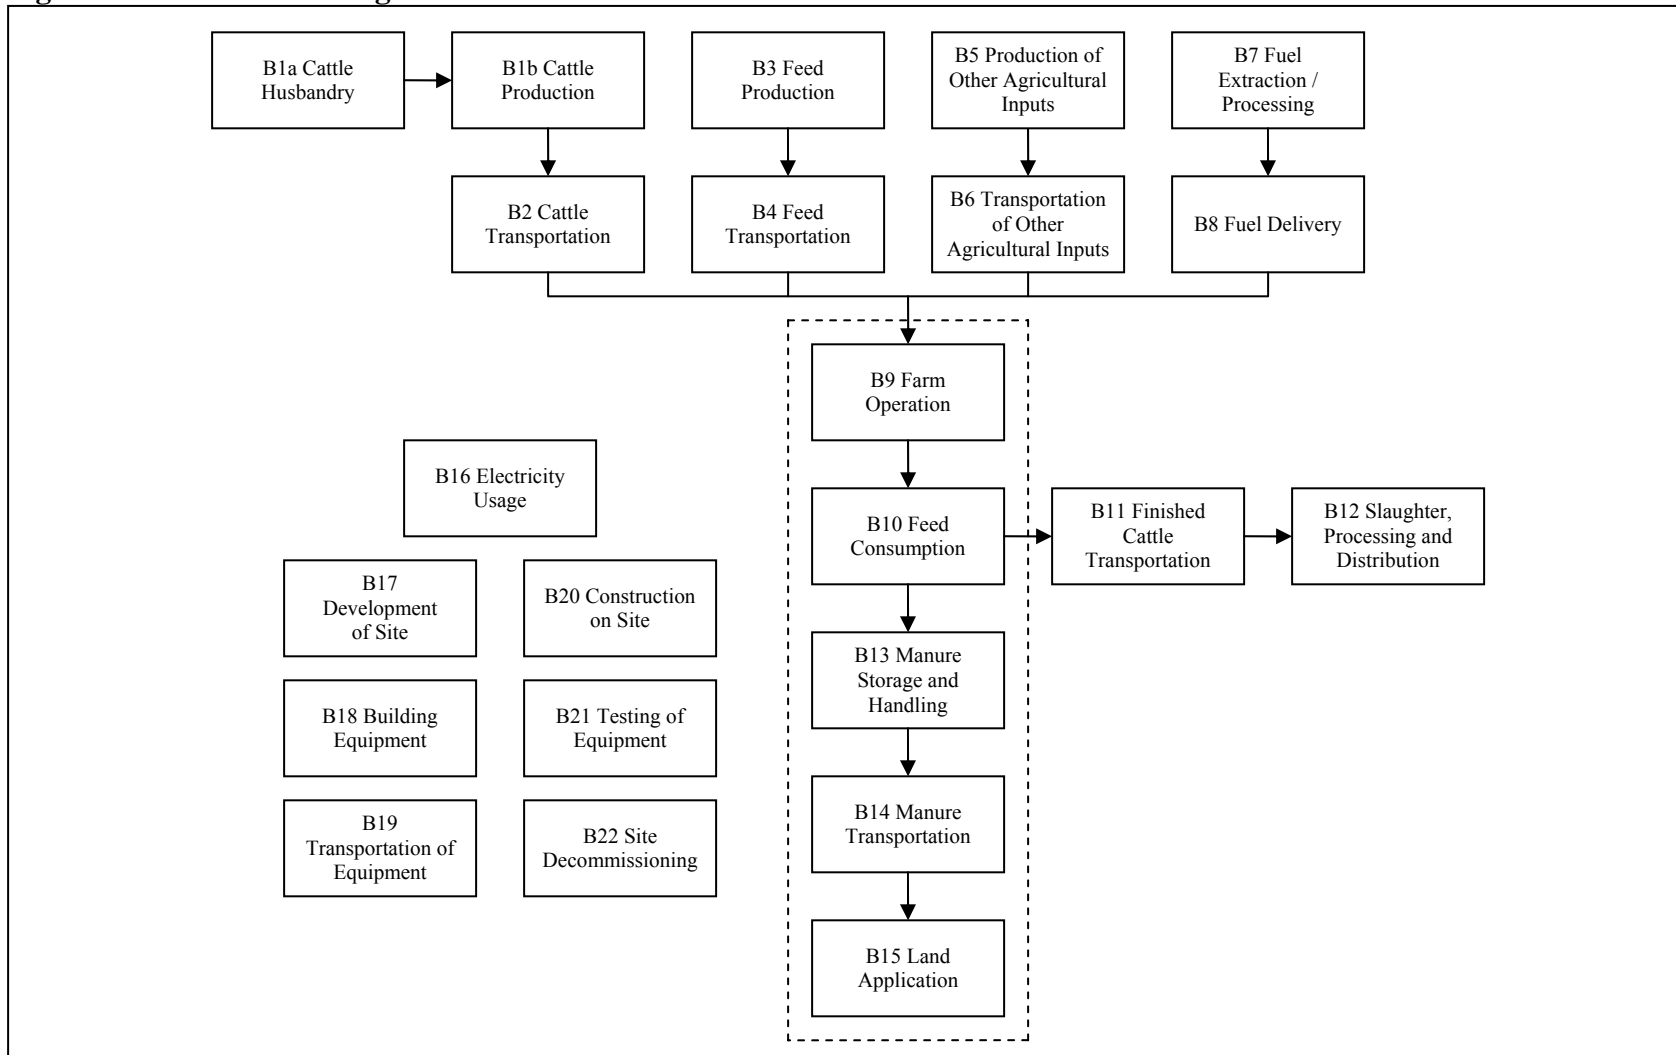 B1a Cattle
Husbandry
B1b Cattle
Production
B3 Feed
Production
B5 Production of
Other Agricultural
Inputs
B7 Fuel
Extraction /
Processing
B2 Cattle
Transportation
B4 Feed
Transportation
B6 Transportation
of Other
Agricultural Inputs
B8 Fuel Delivery
B9 Farm
Operation
B16 Electricity
Usage
B10 Feed
Consumption
B11 Finished
Cattle
Transportation
B12 Slaughter,
Processing and
Distribution
B17
Development
of Site
B20 Construction
on Site
B13 Manure
Storage and
Handling
B18 Building
Equipment
B21 Testing of
Equipment
B14 Manure
Transportation
B19
Transportation of
Equipment
B22 Site
Decommissioning
B15 Land
Application